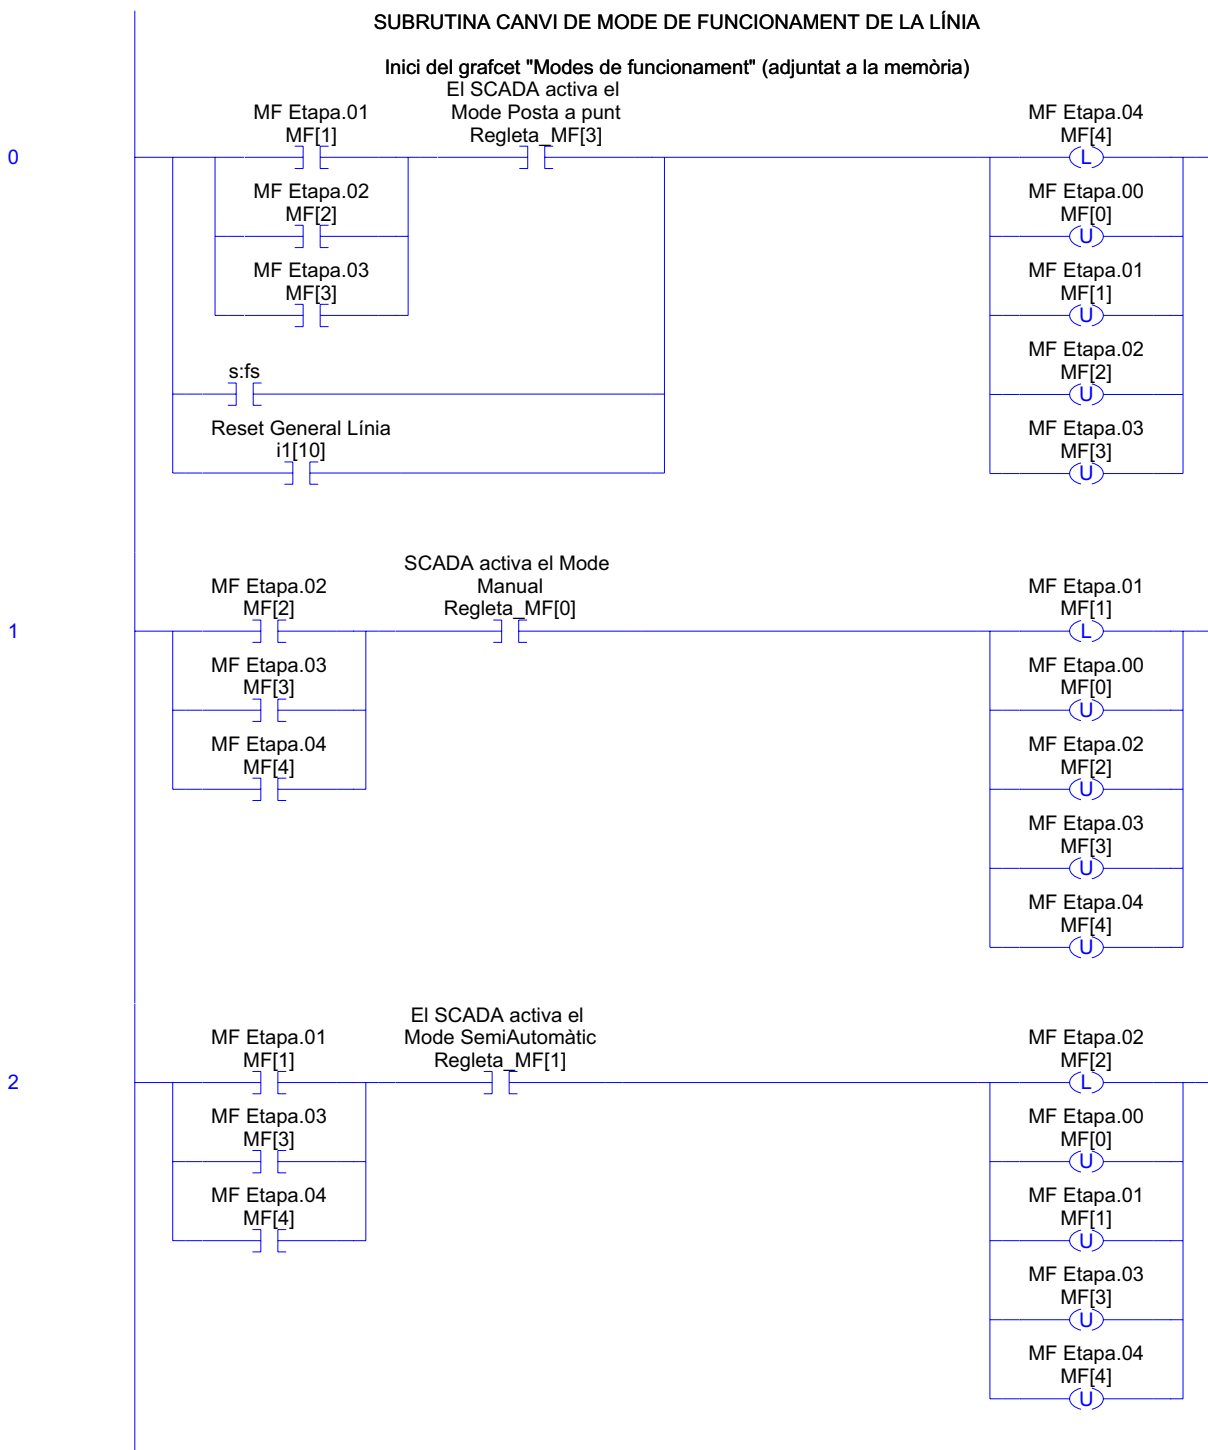 SUBRUTINA CANVI DE MODE DE FUNCIONAMENT DE LA LÍNIA
Inici del grafcet "Modes de funcionament" (adjuntat a la memòria)
0
MF Etapa.01
MF[1]
El SCADA activa el
Mode Posta a punt
Regleta_MF[3]
MF Etapa.04
MF[4]
L
MF Etapa.02
MF[2]
MF Etapa.00
MF[0]
U
MF Etapa.03
MF[3]
MF Etapa.01
MF[1]
U
s:fs
MF Etapa.02
MF[2]
U
Reset General Línia
i1[10]
MF Etapa.03
MF[3]
U
1
MF Etapa.02
MF[2]
SCADA activa el Mode
Manual
Regleta_MF[0]
MF Etapa.01
MF[1]
L
MF Etapa.03
MF[3]
MF Etapa.00
MF[0]
U
MF Etapa.04
MF[4]
MF Etapa.02
MF[2]
U
MF Etapa.03
MF[3]
U
MF Etapa.04
MF[4]
U
2
MF Etapa.01
MF[1]
El SCADA activa el
Mode SemiAutomàtic
Regleta_MF[1]
MF Etapa.02
MF[2]
L
MF Etapa.03
MF[3]
MF Etapa.00
MF[0]
U
MF Etapa.04
MF[4]
MF Etapa.01
MF[1]
U
MF Etapa.03
MF[3]
U
MF Etapa.04
MF[4]
U